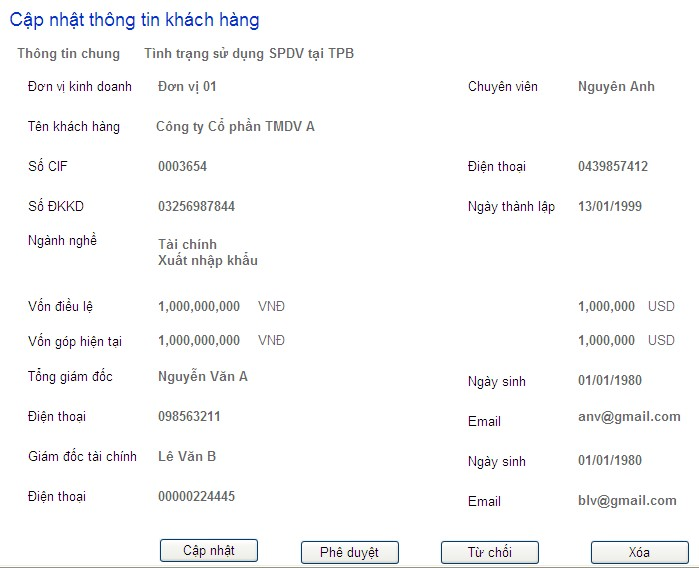 Cập nhật thông tin khách hàng
Thông tin chung Tình trạng sử dụng SPDV tại TPB
Đơn vị kinh doanh Đơn vị 01 Chuyên viên Nguyên Anh
Tên khách hàng Công ty Cổ phần TMDV A
Số CIF 0003654 Điện thoại 0439857412
Số ĐKKD 03256987844 Ngày thành lập 13/01/1999
Ngành nghề Tài chính
Xuất nhập khẩu
Vốn điều lệ 1,000,000,000 VNĐ 1,000,000 USD
Vốn góp hiện tại 1,000,000,000 VNĐ 1,000,000 USD
Tổng giám đốc Nguyễn Văn A Ngày sinh 01/01/1980
Điện thoại 098563211 Email anv@gmail.com
Giám đốc tài chính Lê Văn B Ngày sinh 01/01/1980
Điện thoại 00000224445 Email blv@gmail.com
Cập nhật Phê duyệt Từ chối Xóa